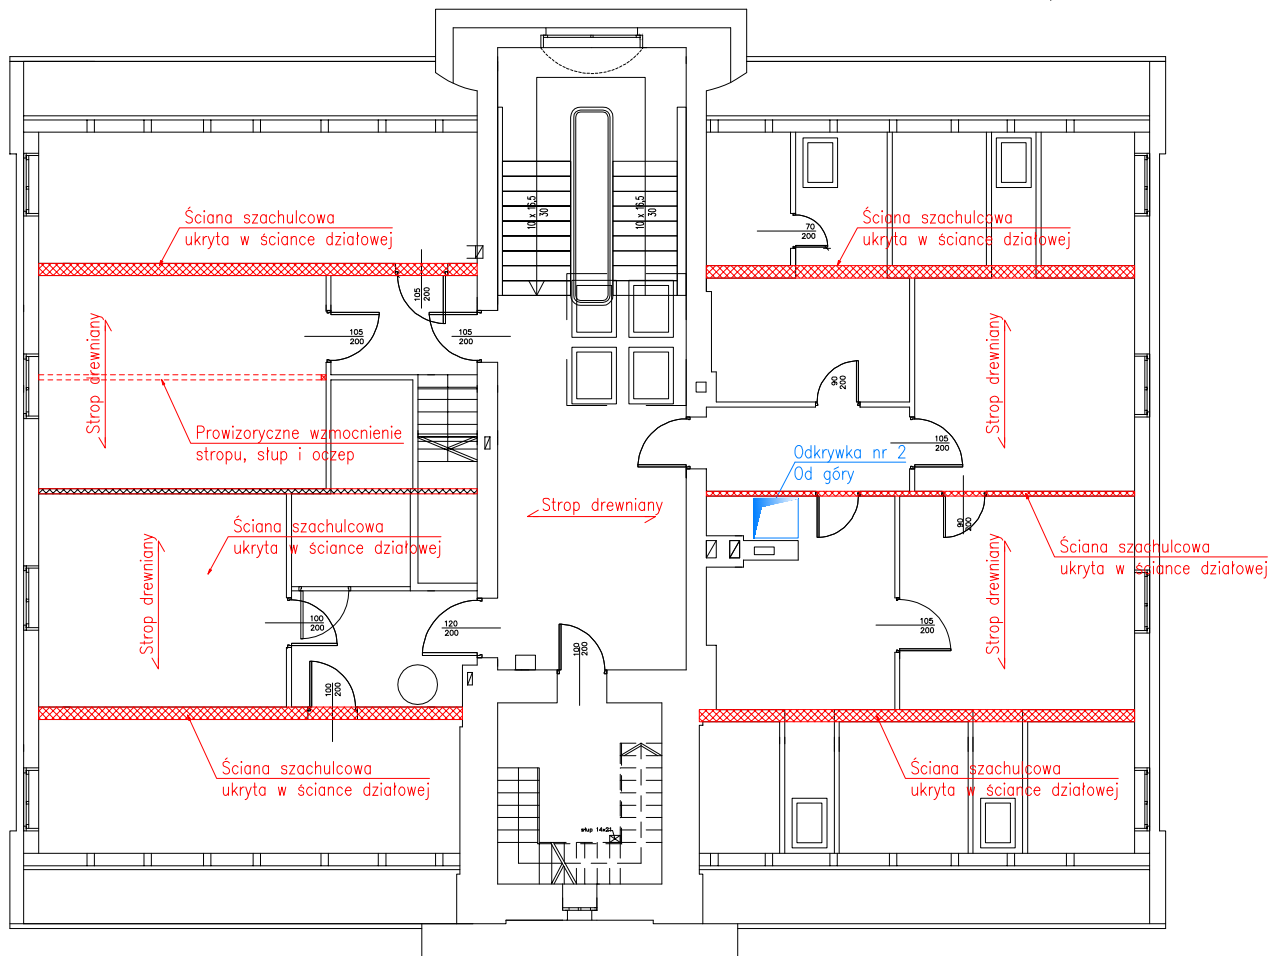 Ściana szachulcowa
ukryta w ściance działowej
10 x 16,5
30
10 x 16,5
30
70
200
Ściana szachulcowa
ukryta w ściance działowej
105
200
105
200
105
200
Strop drewniany
Strop drewniany
90
200
Prowizoryczne wzmocnienie
stropu, słup i oczep
105
200
Odkrywka nr 2
Od góry
Strop drewniany
90
200
Ściana szachulcowa
ukryta w ściance działowej
Ściana szachulcowa
ukryta w ściance działowej
Strop drewniany
Strop drewniany
100
200
120
200
100
200
105
200
100
200
Ściana szachulcowa
ukryta w ściance działowej
Ściana szachulcowa
ukryta w ściance działowej
słup 14x21